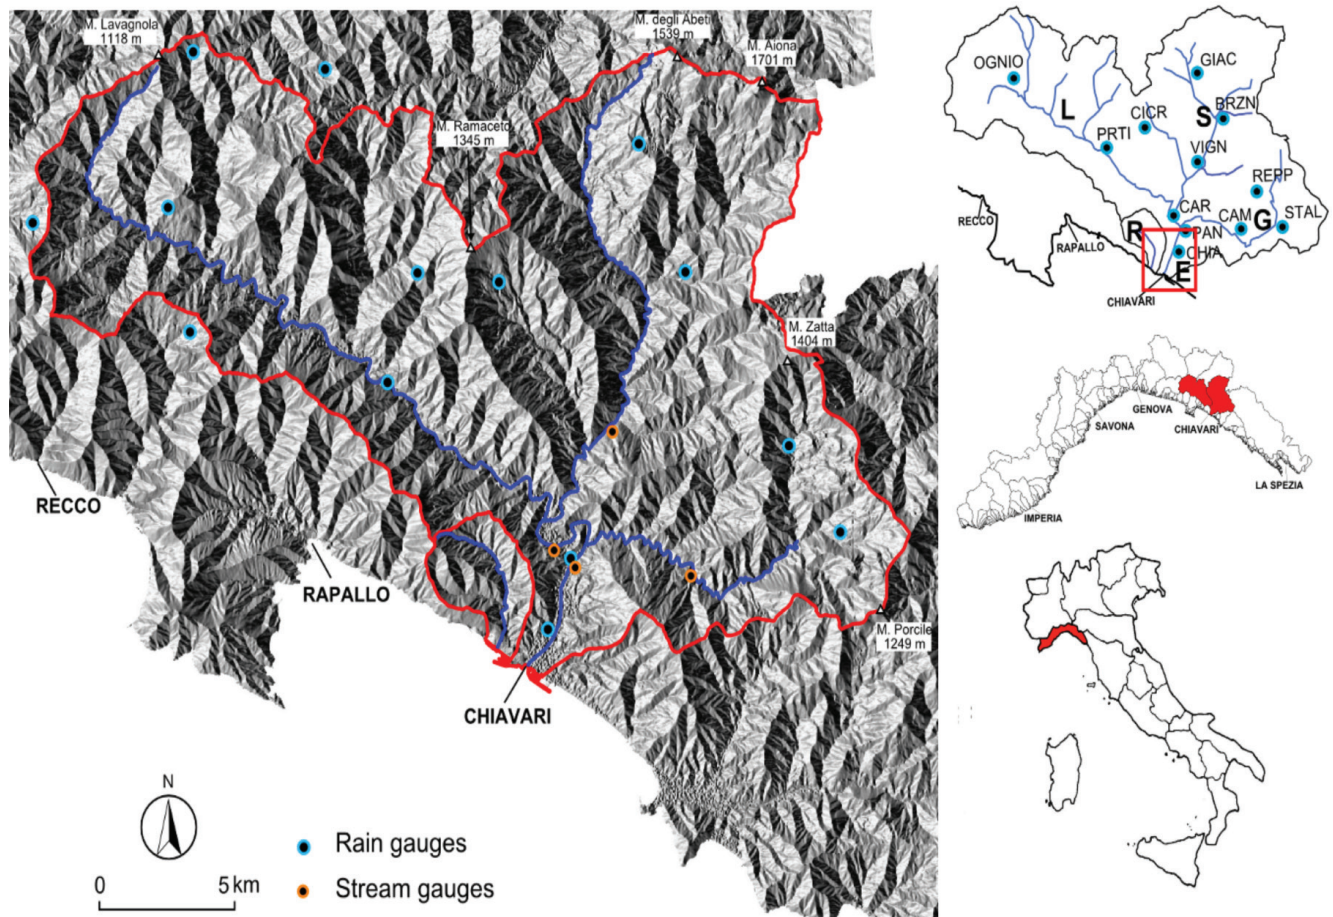 M. Lavagnola
1118 m
M. degli Abeti
1539 m
M. Aiona
1701 m
M. Ramaceto
1345 m
M. Zatta
1404 m
M. Porcile
1249 m
RECCO
RAPALLO
CHIAVARI
N
0 5 km
Rain gauges
Stream gauges
OGNIO
GIAC
L
S
BRZN
CICR
PRTI
VIGN
REPP
CAR
CAM
G
STAL
R
PAN
CHIA
E
RECCO
RAPALLO
CHIAVARI
GENOVA
SAVONA
CHIAVARI
LA SPEZIA
IMPERIA